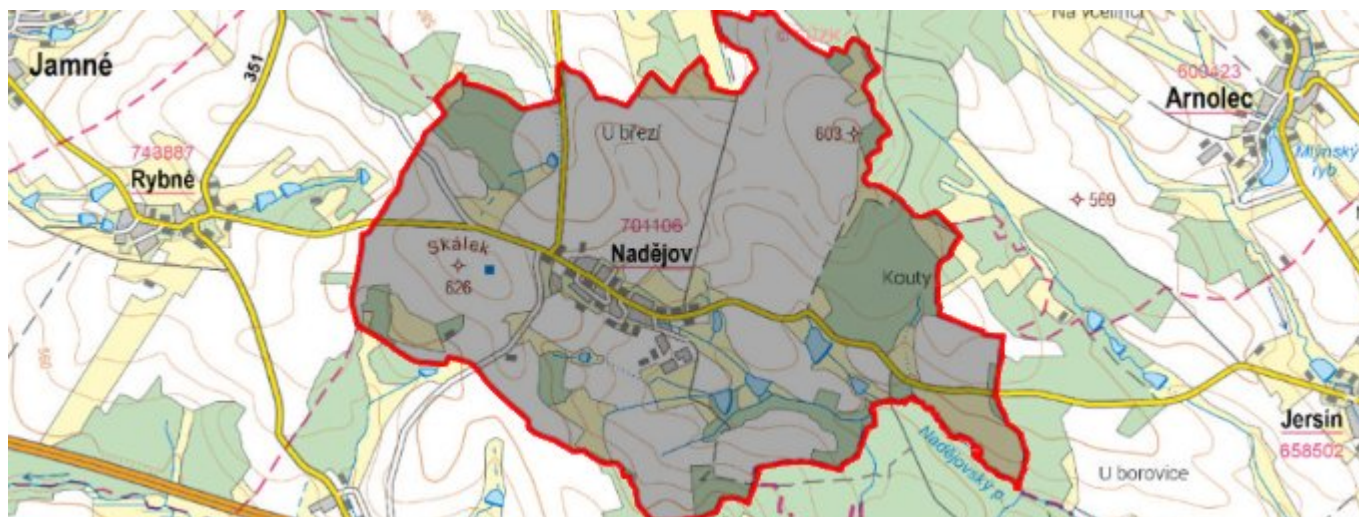 Na včelínci
Jamné
351
600423
Arnolec
603
U březí
Mlýnský
ryb.
743887
Rybné
569
701106
Nadějov
Skálek
626
Kouty
Jersín
658502
Nadějovský p.
U borovice